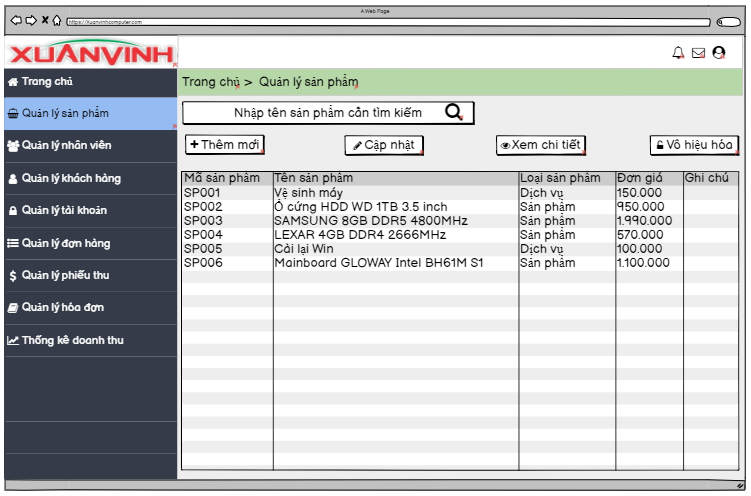 A Web Page
https://Xuanvinhcomputer.com
XUÂNVINH
Trang chủ
Trang chủ > Quản lý sản phẩm
Quản lý sản phẩm
Nhập tên sản phẩm cần tìm kiếm
Thêm mới
Cập nhật
Xem chi tiết
Vô hiệu hóa
Quản lý nhân viên
Quản lý khách hàng
Quản lý tài khoản
Quản lý đơn hàng
Quản lý phiếu thu
Quản lý hóa đơn
Thống kê doanh thu
Mã sản phẩm Tên sản phẩm Loại sản phẩm Đơn giá Ghi chú
SP001 Vệ sinh máy Dịch vụ 150.000
SP002 Ổ cứng HDD WD 1TB 3.5 inch Sản phẩm 950.000
SP003 SAMSUNG 8GB DDR5 4800MHz Sản phẩm 1.990.000
SP004 LEXAR 4GB DDR4 2666MHz Sản phẩm 570.000
SP005 Cài lại Win Dịch vụ 100.000
SP006 Mainboard GLOWAY Intel BH61M S1 Sản phẩm 1.100.000